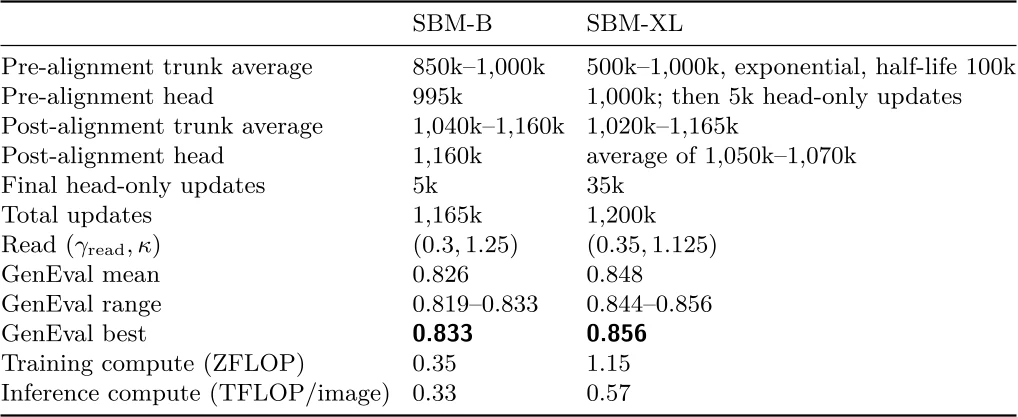 SBM-B SBM-XL
Pre-alignment trunk average 850k–1,000k 500k–1,000k, exponential, half-life 100k
Pre-alignment head 995k 1,000k; then 5k head-only updates
Post-alignment trunk average 1,040k–1,160k 1,020k–1,165k
Post-alignment head 1,160k average of 1,050k–1,070k
Final head-only updates 5k 35k
Total updates 1,165k 1,200k
Read (γread, κ) (0.3, 1.25) (0.35, 1.125)
GenEval mean 0.826 0.848
GenEval range 0.819–0.833 0.844–0.856
GenEval best 0.833 0.856
Training compute (ZFLOP) 0.35 1.15
Inference compute (TFLOP/image) 0.33 0.57